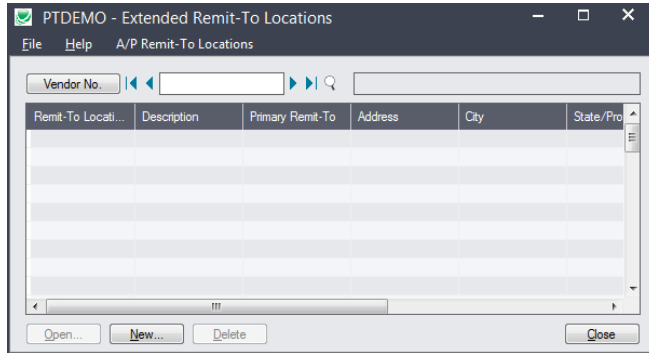 PTDEMO - Extended Remit-To Locations
File Help A/P Remit-To Locations
Vendor No.
Remit-To Locati... Description Primary Remit-To Address City State/Pro
Open... New... Delete Close